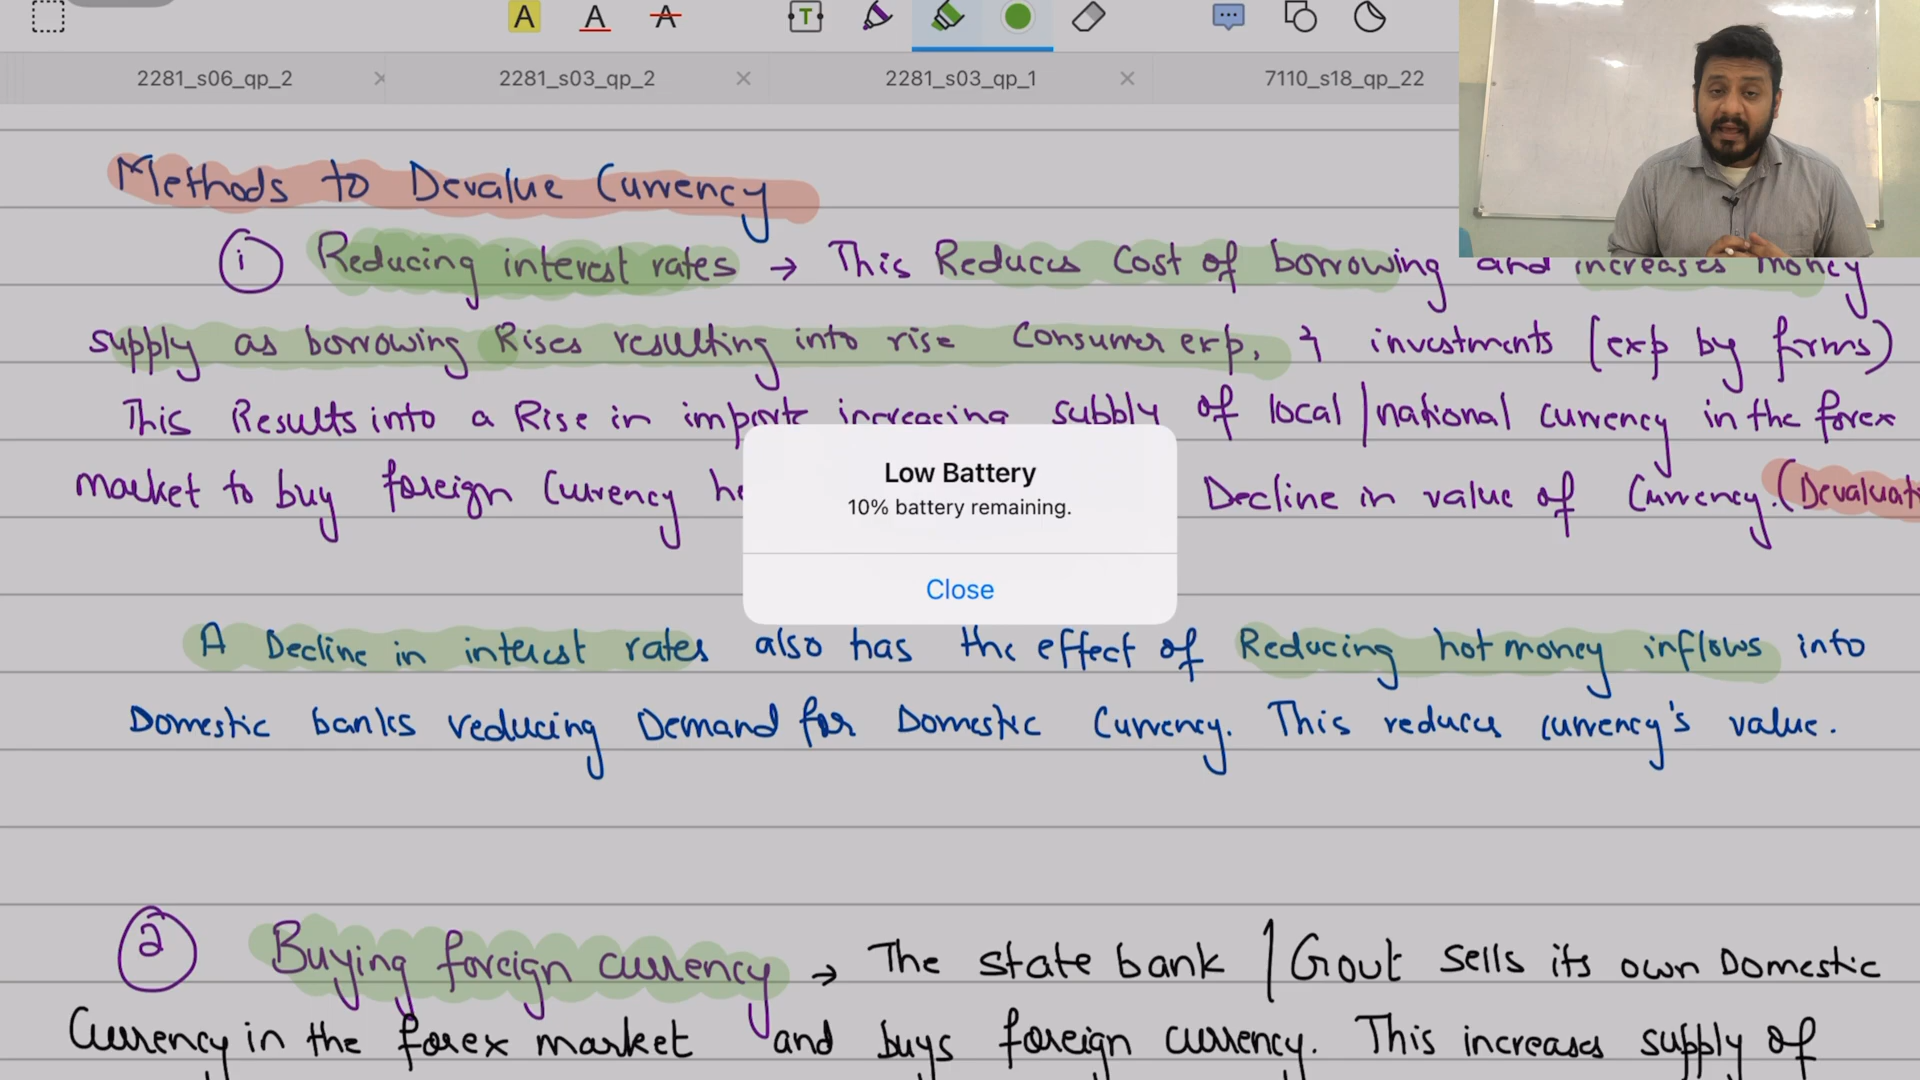 A A A T
2281_s06_qp_2 × 2281_s03_qp_2 × 2281_s03_qp_1 × 7110_s18_qp_22
Methods to Devalue Currency
i Reducing interest rates → This Reduces Cost of borrowing and increases money
supply as borrowing Rises resulting into rise Consumer exp. & investments (exp by firms)
This Results into a Rise in imports increasing supply of local / national currency in the forex
market to buy foreign Currency Decline in value of Currency. (Devaluati
Low Battery
10% battery remaining.
Close
A Decline in interest rates also has the effect of Reducing hot money inflows into
Domestic banks reducing Demand for Domestic Currency. This reduces currency's value.
2 Buying foreign currency → The state bank / Govt sells its own Domestic
Currency in the forex market and buys foreign currency. This increases supply of